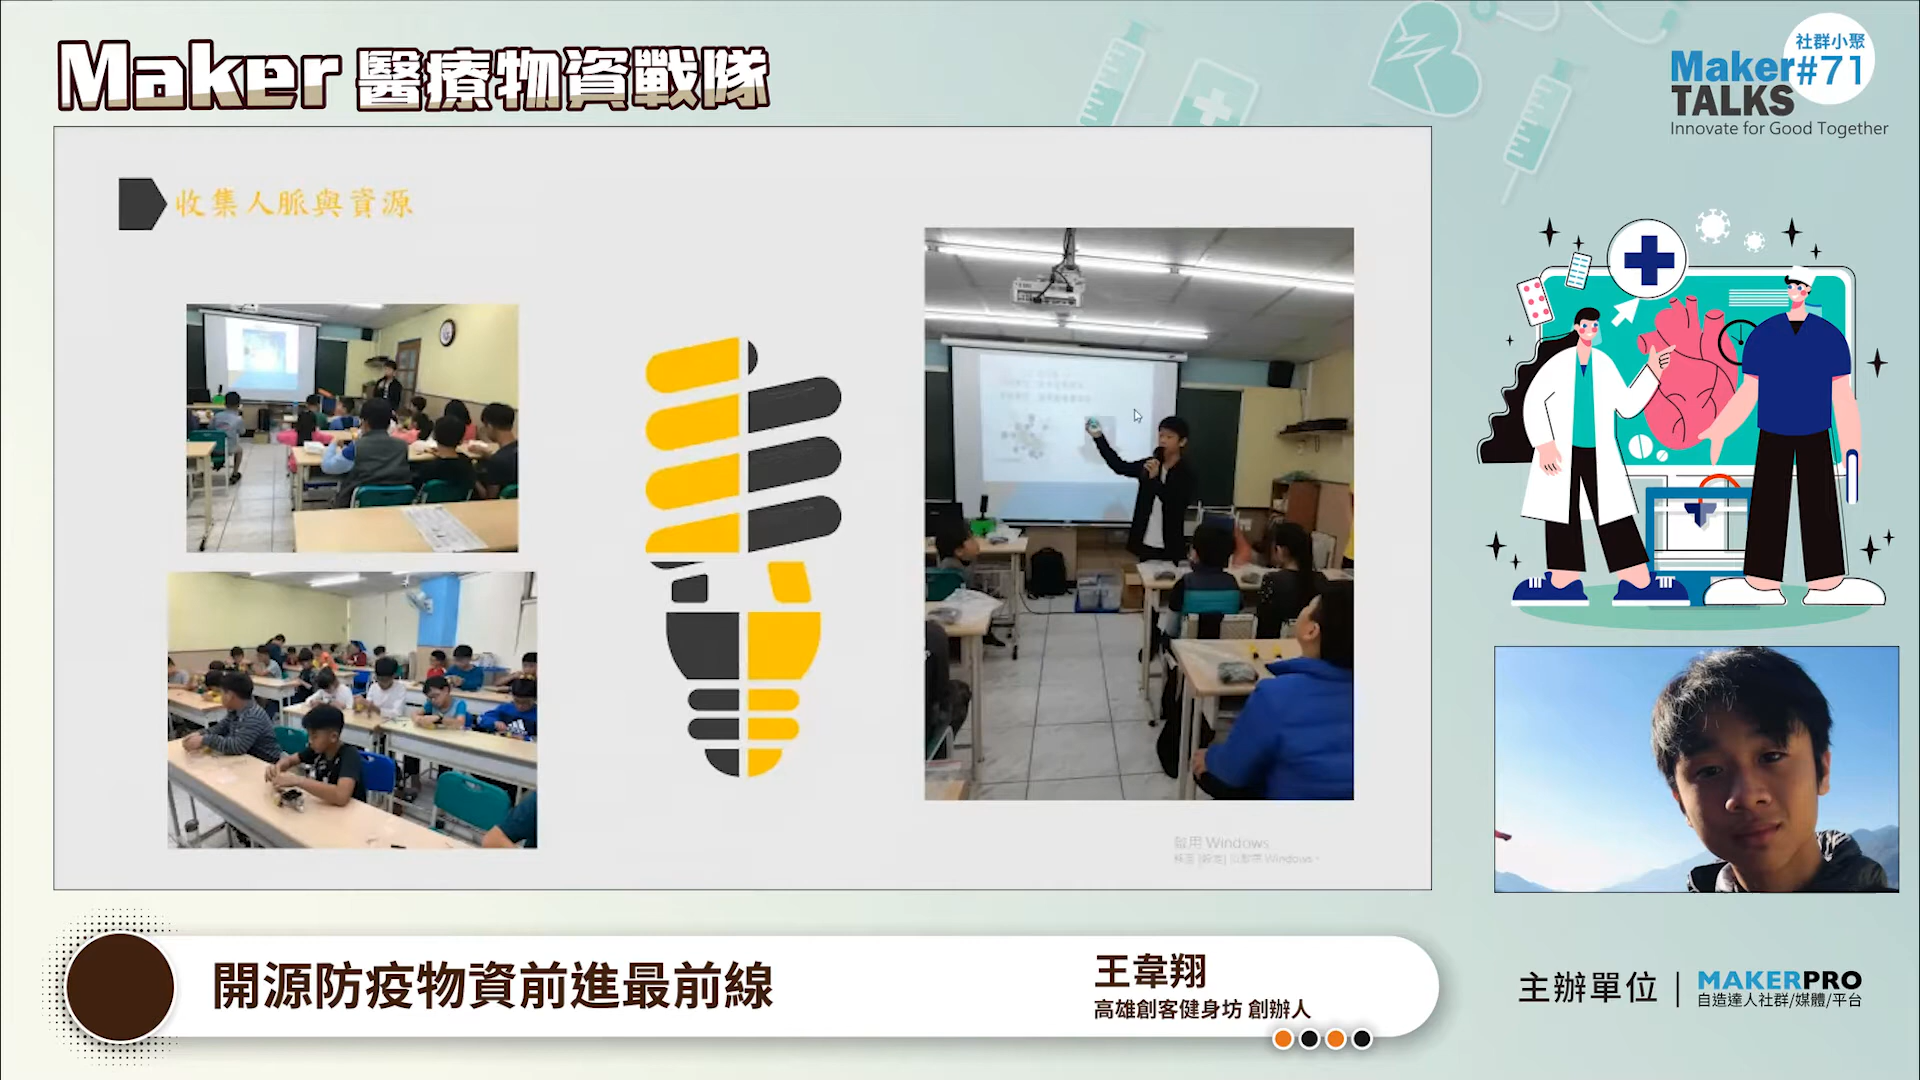 Maker 醫療物資戰隊
社群小聚
Maker #71
TALKS
Innovate for Good Together
收集人脈與資源
啟用 Windows
開源防疫物資前進最前線
王韋翔
高雄創客健身坊 創辦人
主辦單位
MAKERPRO
自造達人社群/媒體/平台